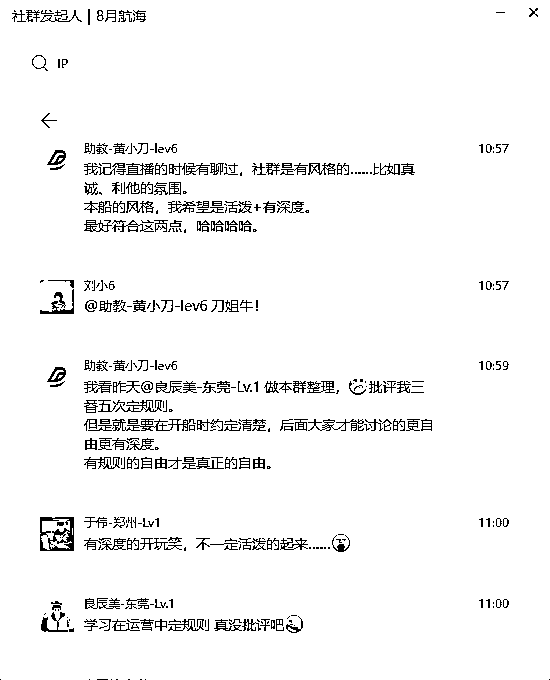 社群发起人 | 8月航海
IP
助教-黄小刀-lev6
10:57
我记得直播的时候有聊过，社群是有风格的……比如真
诚、利他的氛围。
本船的风格，我希望是活泼+有深度。
最好符合这两点，哈哈哈哈。
刘小6
10:57
@助教-黄小刀-lev6 刀姐牛！
助教-黄小刀-lev6
10:59
我看昨天@良辰美-东莞-Lv.1 做本群整理，批评我三
番五次定规则。
但是就是要在开船时约定清楚，后面大家才能讨论的更自
由更有深度。
有规则的自由才是真正的自由。
于伟-郑州-Lv1
11:00
有深度的开玩笑，不一定活泼的起来……
良辰美-东莞-Lv.1
11:00
学习在运营中定规则 真没批评吧